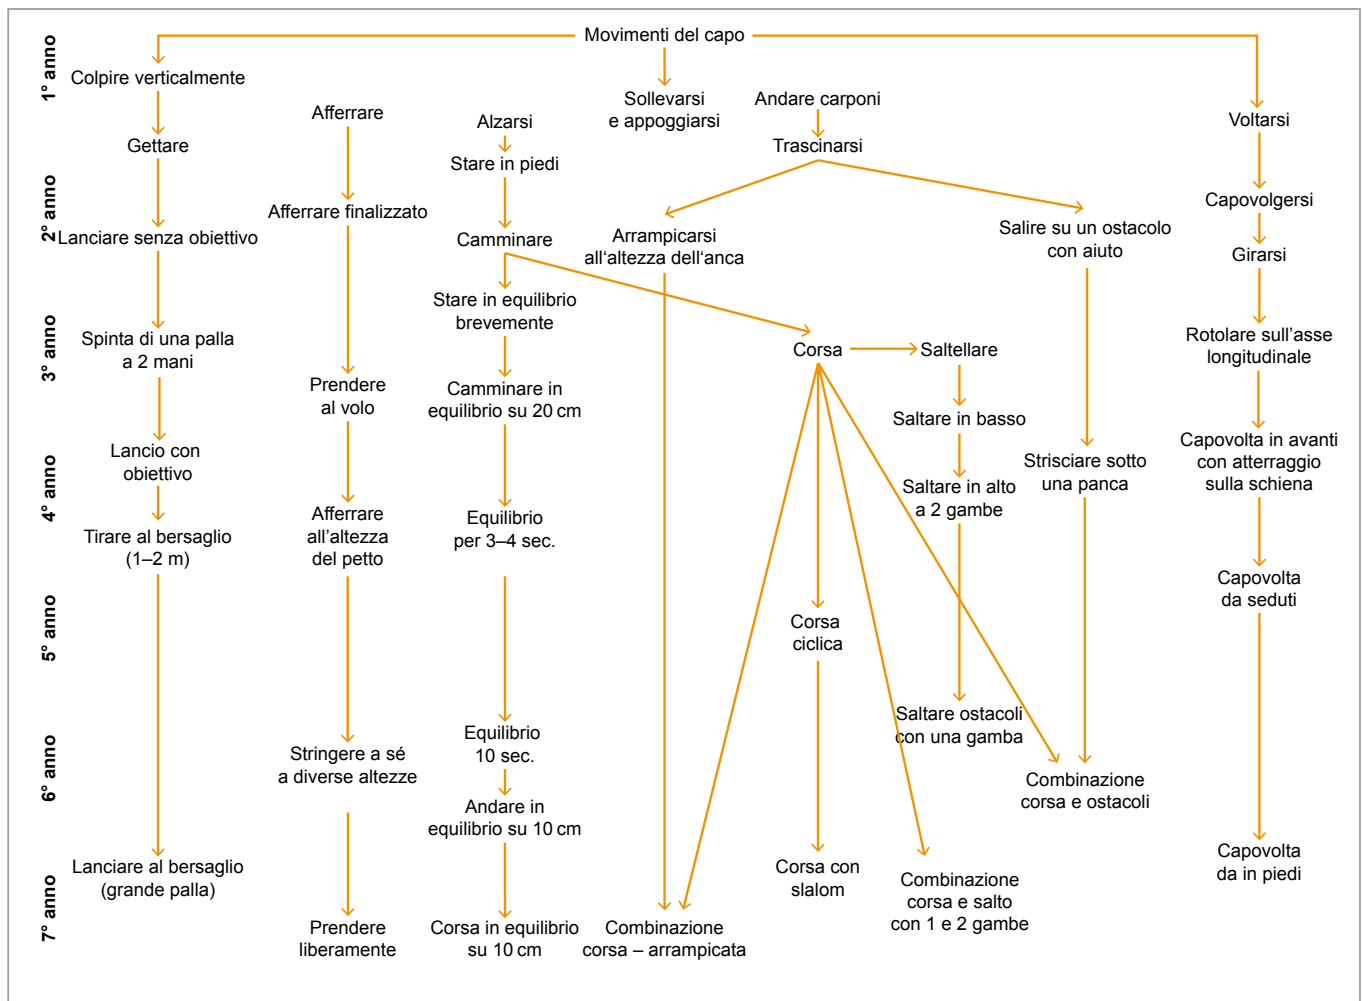 Movimenti del capo
1° anno
Colpire verticalmente
Sollevarsi
e appoggiarsi
Andare carponi
Afferrare
Alzarsi
Voltarsi
Gettare
Trascinarsi
Stare in piedi
2° anno
Capovolgersi
Afferrare finalizzato
Lanciare senza obiettivo
Camminare
Arrampicarsi
all‘altezza dell‘anca
Salire su un ostacolo
con aiuto
Girarsi
Stare in equilibrio
brevemente
3° anno
Spinta di una palla
a 2 mani
Corsa
Saltellare
Rotolare sull’asse
longitudinale
Prendere
al volo
Camminare in
equilibrio su 20 cm
Saltare in basso
4° anno
Lancio con
obiettivo
Capovolta in avanti
con atterraggio
sulla schiena
Strisciare sotto
una panca
Saltare in alto
a 2 gambe
Tirare al bersaglio
(1–2 m)
Afferrare
all’altezza
del petto
Equilibrio
per 3–4 sec.
Capovolta
da seduti
5° anno
Corsa
ciclica
Saltare ostacoli
con una gamba
6° anno
Stringere a sé
a diverse altezze
Equilibrio
10 sec.
Combinazione
corsa e ostacoli
Andare in
equilibrio su 10 cm
7° anno
Lanciare al bersaglio
(grande palla)
Corsa con
slalom
Combinazione
corsa e salto
con 1 e 2 gambe
Capovolta
da in piedi
Prendere
liberamente
Corsa in equilibrio
su 10 cm
Combinazione
corsa – arrampicata